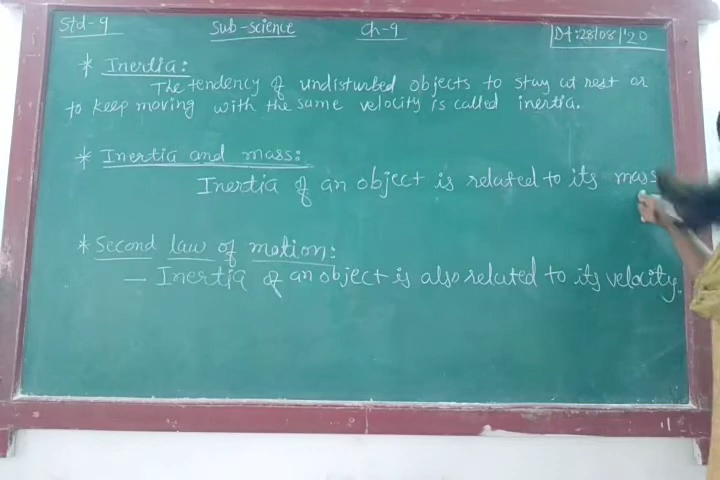 Std-9 Sub-science Ch-9 Dt:28/08/'20
* Inertia:
The tendency of undisturbed objects to stay at rest or
to keep moving with the same velocity is called inertia.
* Inertia and mass:
Inertia of an object is related to its mass
* Second law of motion:
- Inertia of an object is also related to its velocity.